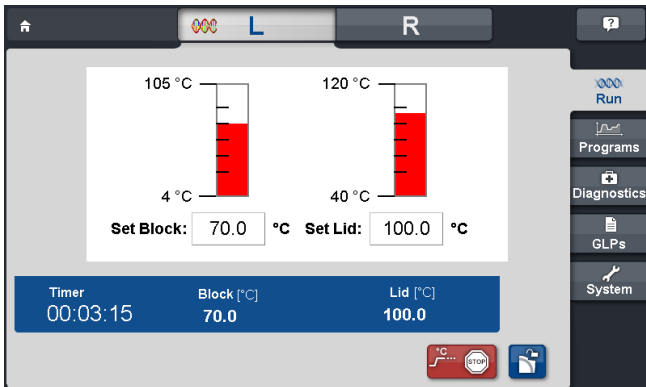 L
R
?
Run
Programs
Diagnostics
GLPs
System
105 °C
120 °C
4 °C
40 °C
Set Block: 70.0 °C Set Lid: 100.0 °C
Timer Block [°C] Lid [°C]
00:03:15 70.0 100.0
°C... STOP